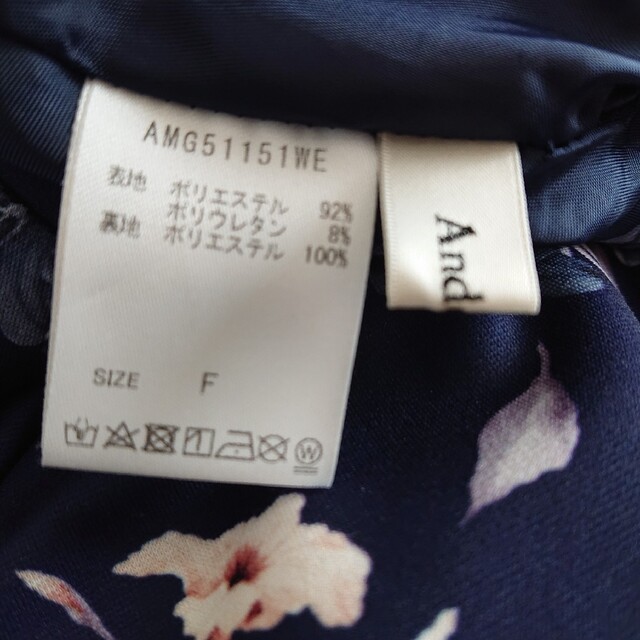 AMG51151WE
表地 ポリエステル 92%
ポリウレタン 8%
裏地 ポリエステル 100%
SIZE F
W
And